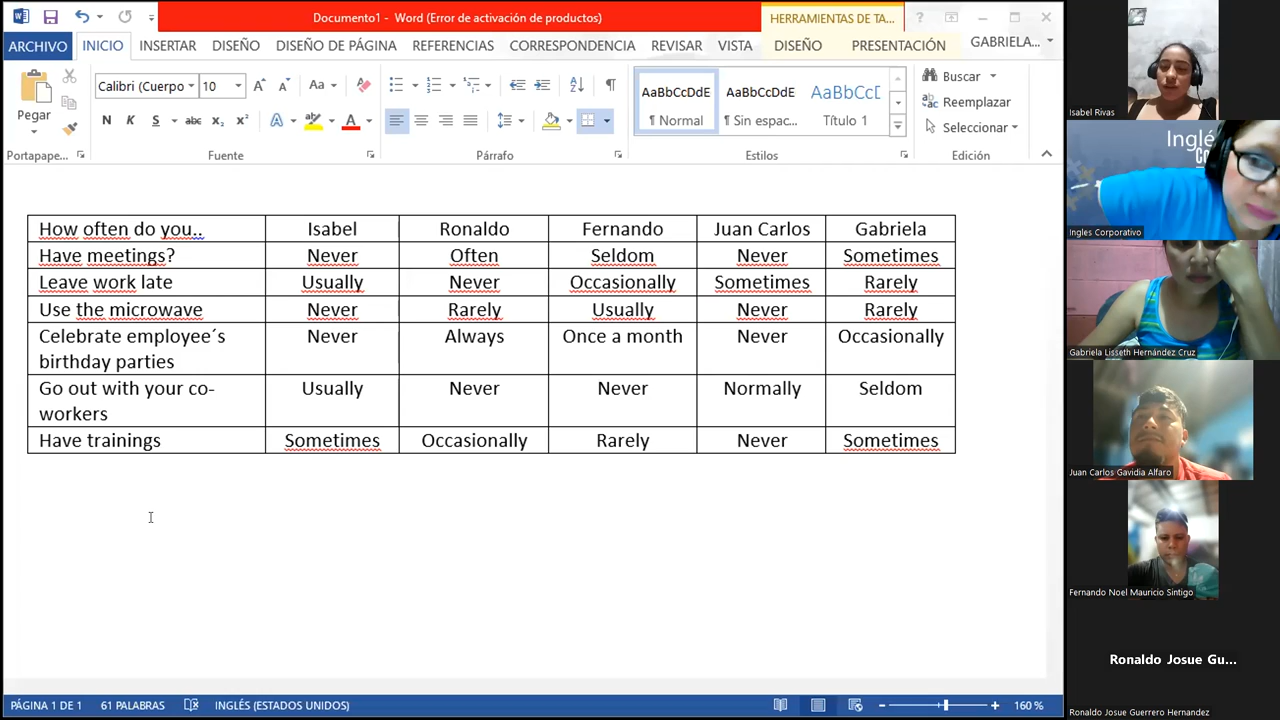 Documento1 - Word (Error de activación de productos)
HERRAMIENTAS DE TA...
ARCHIVO INICIO INSERTAR DISEÑO DISEÑO DE PÁGINA REFERENCIAS CORRESPONDENCIA REVISAR VISTA DISEÑO PRESENTACIÓN GABRIELA...
Pegar
Calibri (Cuerpo 10
N K S abc x₂ x²
AaBbCcDdE AaBbCcDdE AaBbCcD
¶ Normal ¶ Sin espac... Título 1
Buscar
Reemplazar
Seleccionar
Portapape... Fuente Párrafo Estilos Edición
How often do you.. Isabel Ronaldo Fernando Juan Carlos Gabriela
Have meetings? Never Often Seldom Never Sometimes
Leave work late Usually Never Occasionally Sometimes Rarely
Use the microwave Never Rarely Usually Never Rarely
Celebrate employee´s Never Always Once a month Never Occasionally
birthday parties
Go out with your co- Usually Never Never Normally Seldom
workers
Have trainings Sometimes Occasionally Rarely Never Sometimes
PÁGINA 1 DE 1 61 PALABRAS INGLÉS (ESTADOS UNIDOS) 160 %
Isabel Rivas
Inglé
Ingles Corporativo
Gabriela Lisseth Hernández Cruz
Juan Carlos Gavidia Alfaro
Fernando Noel Mauricio Sintigo
Ronaldo Josue Gu...
Ronaldo Josue Guerrero Hernandez